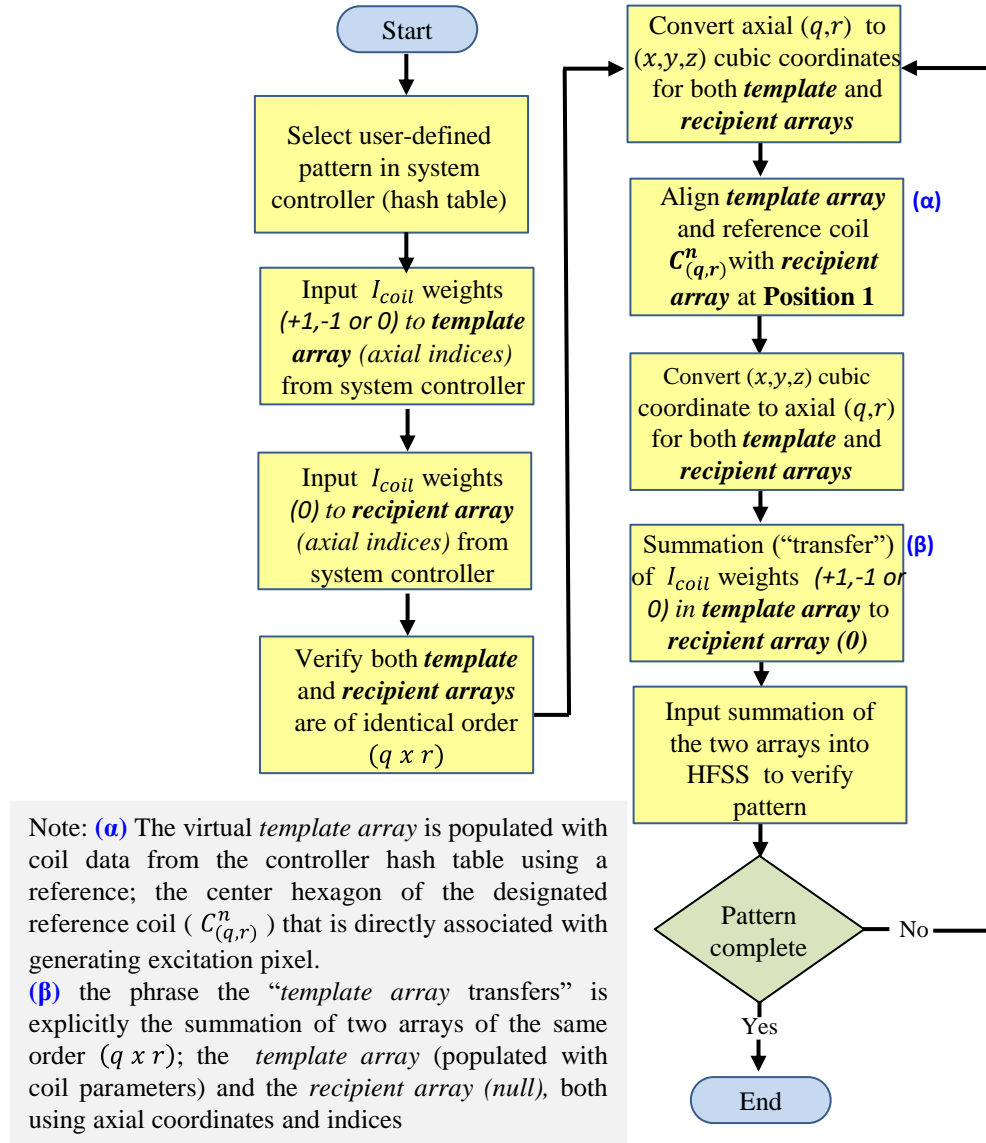 Start
Select user-defined
pattern in system
controller (hash table)
Input I_coil weights
(+1,-1 or 0) to template
array (axial indices)
from system controller
Input I_coil weights
(0) to recipient array
(axial indices) from
system controller
Verify both template
and recipient arrays
are of identical order
(q x r)
Convert axial (q,r) to
(x,y,z) cubic coordinates
for both template and
recipient arrays
Align template array
and reference coil
C^n_(q,r) with recipient
array at Position 1
(α)
Convert (x,y,z) cubic
coordinate to axial (q,r)
for both template and
recipient arrays
Summation (“transfer”)
of I_coil weights (+1,-1 or
0) in template array to
recipient array (0)
(β)
Input summation of
the two arrays into
HFSS to verify
pattern
Pattern
complete
No
Yes
End
Note: (α) The virtual template array is populated with
coil data from the controller hash table using a
reference; the center hexagon of the designated
reference coil ( C^n_(q,r) ) that is directly associated with
generating excitation pixel.
(β) the phrase the “template array transfers” is
explicitly the summation of two arrays of the same
order (q x r); the template array (populated with
coil parameters) and the recipient array (null), both
using axial coordinates and indices